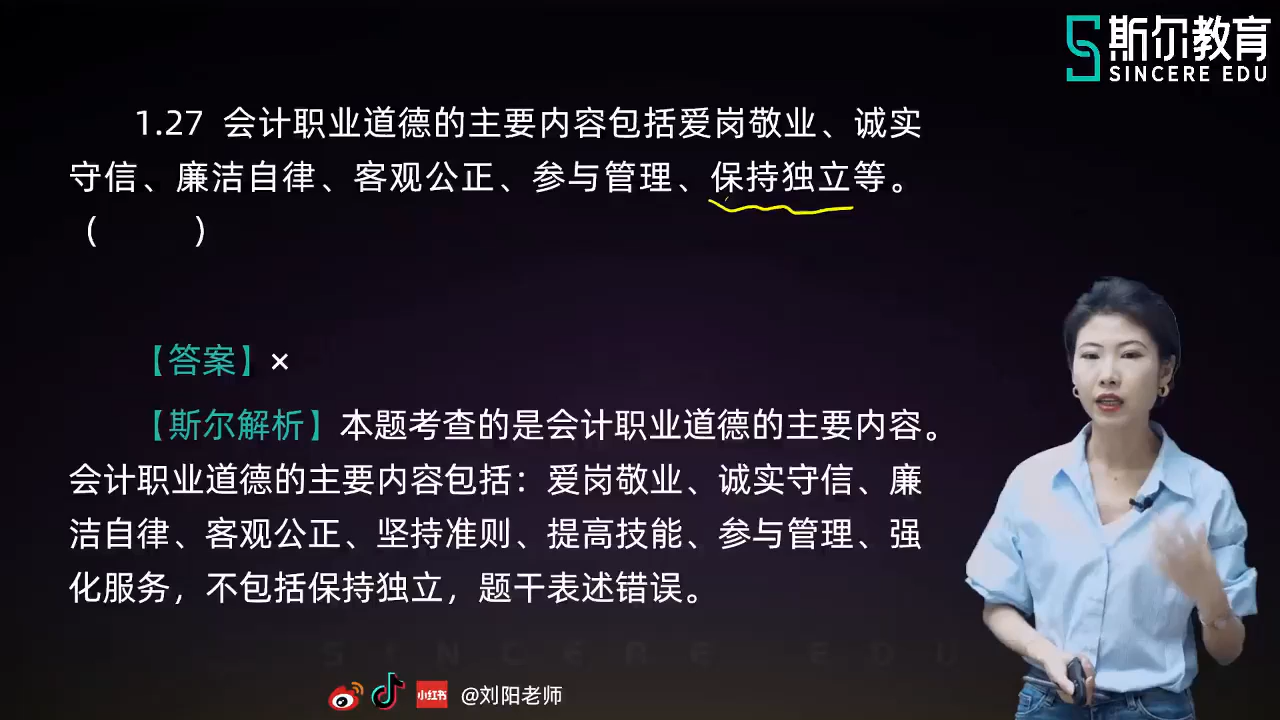 斯尔教育
SINCERE EDU
1.27 会计职业道德的主要内容包括爱岗敬业、诚实
守信、廉洁自律、客观公正、参与管理、保持独立等。
（ ）
【答案】×
【斯尔解析】本题考查的是会计职业道德的主要内容。
会计职业道德的主要内容包括：爱岗敬业、诚实守信、廉
洁自律、客观公正、坚持准则、提高技能、参与管理、强
化服务，不包括保持独立，题干表述错误。
SINCERE EDU
小红书 @刘阳老师